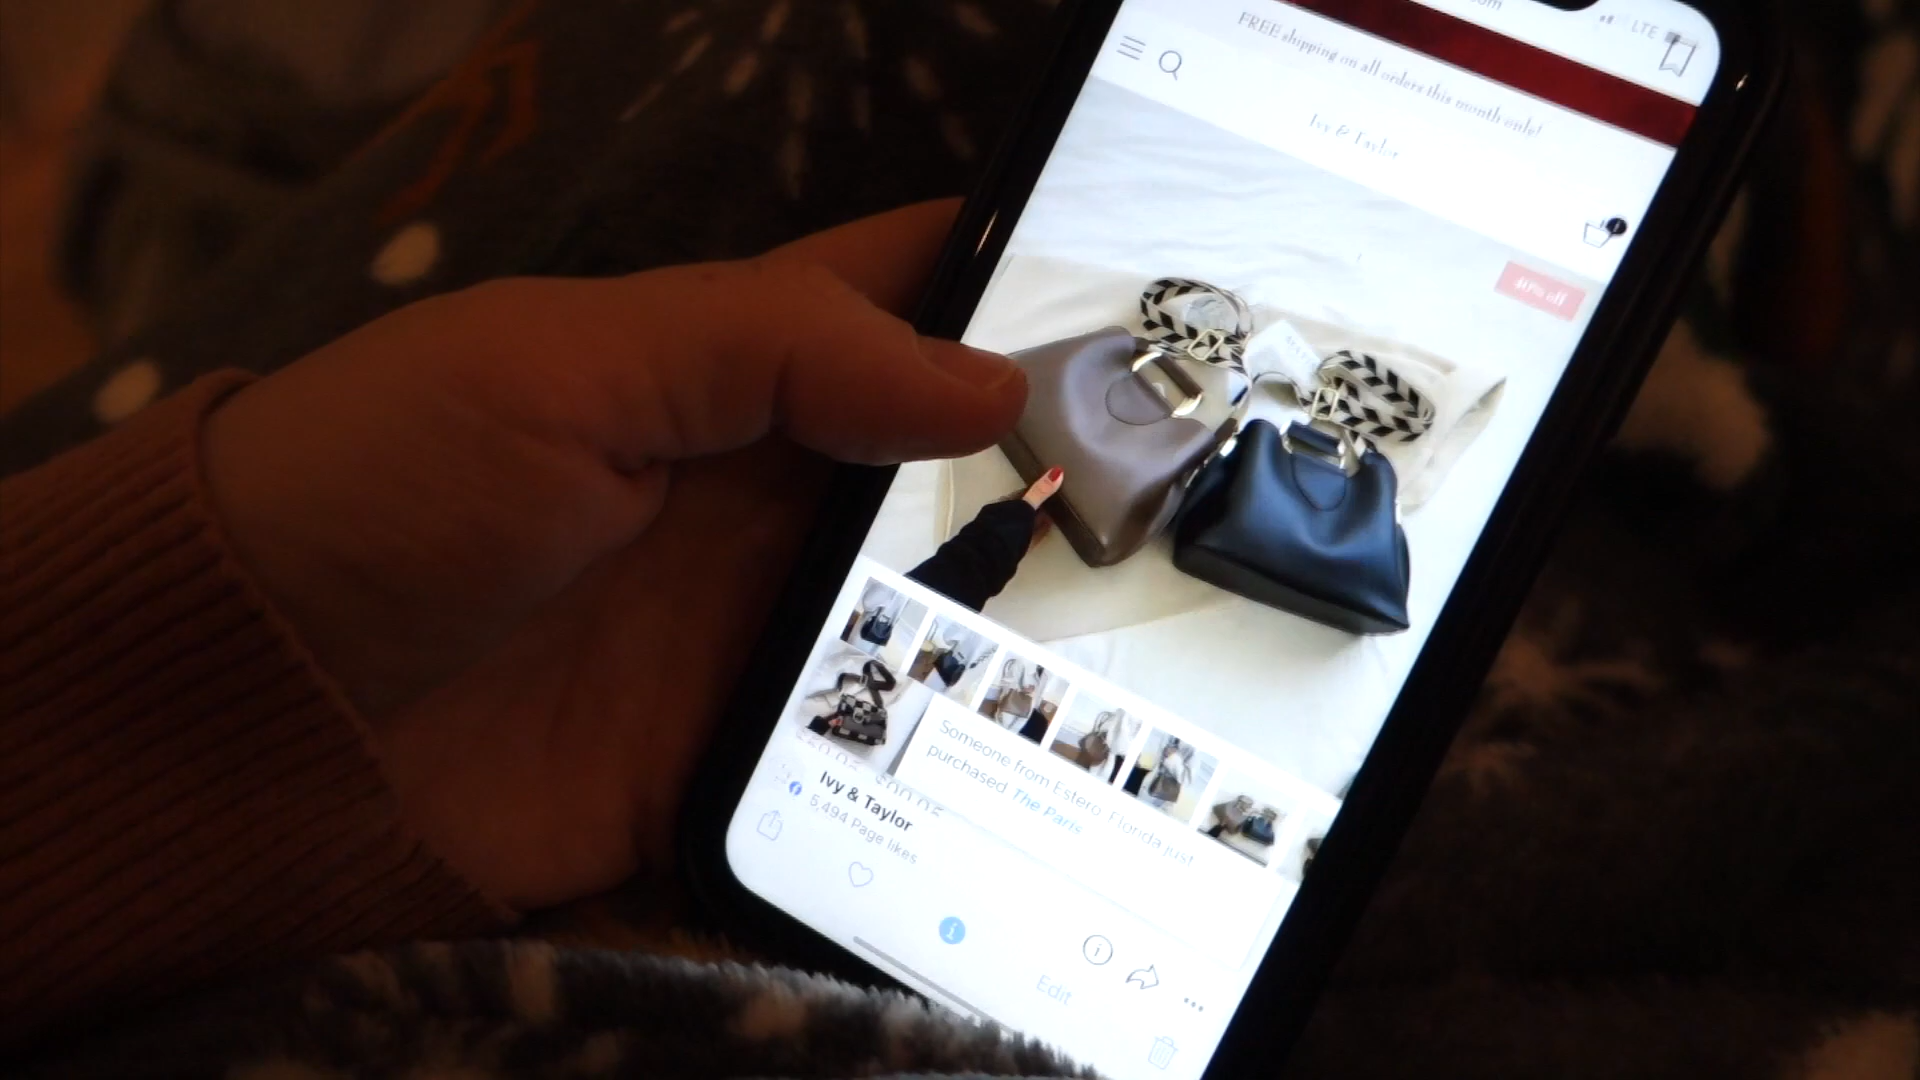 LTE
FREE shipping on all orders this month only!
Ivy & Taylor
40% off
Someone from Estero, Florida just
purchased The Paris
Ivy & Taylor
5,494 Page likes
Edit